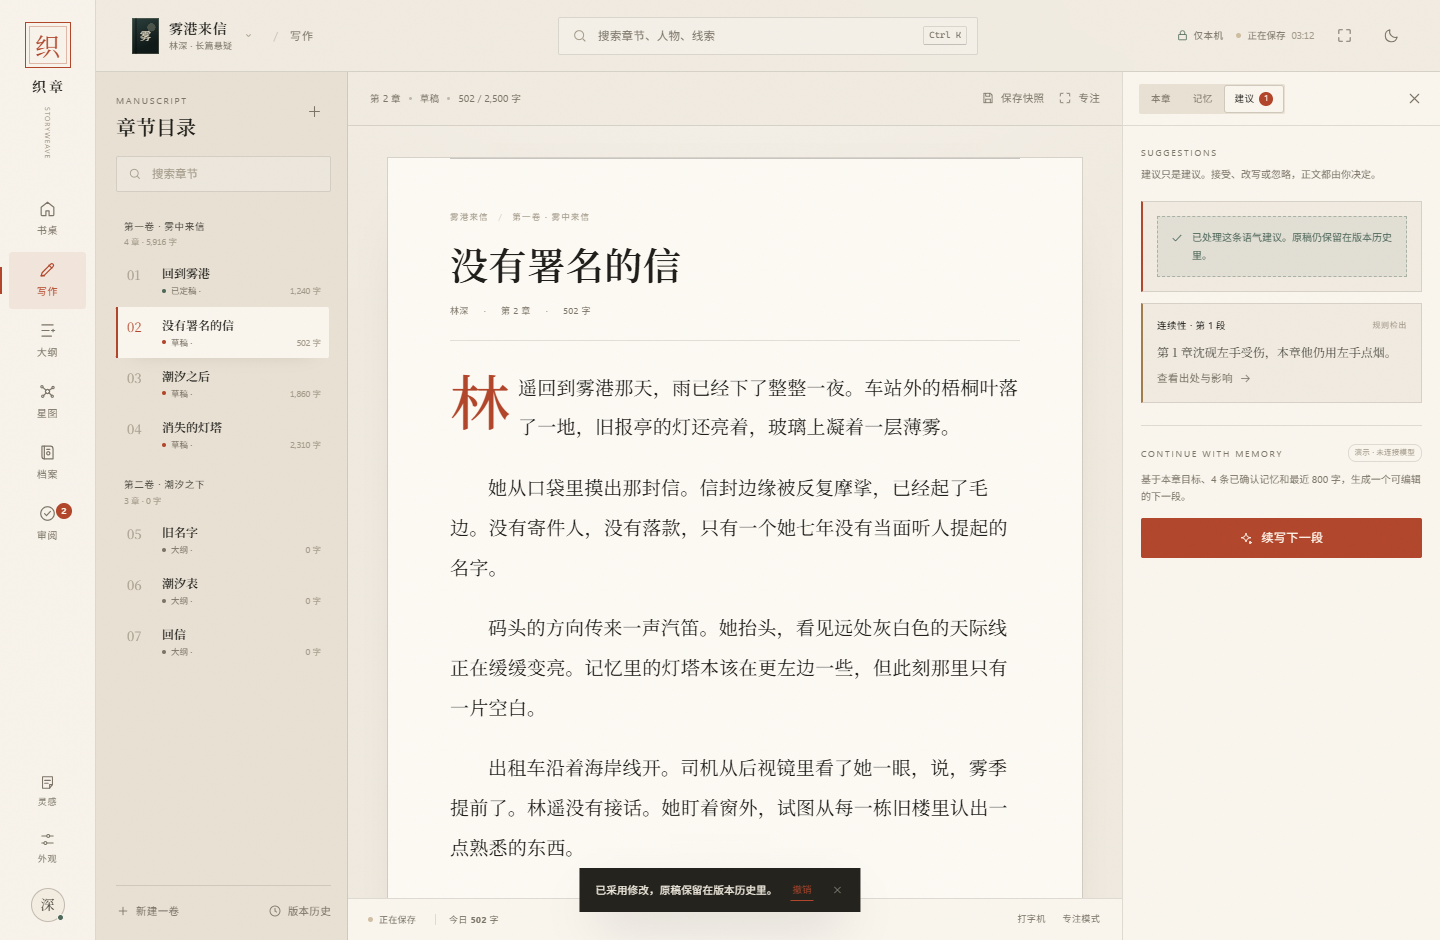 织
织章
STORYWEAVE
书桌
写作
大纲
星图
档案
审阅 2
灵感
外观
深
雾
雾港来信
林深 · 长篇悬疑
/ 写作
搜索章节、人物、线索 Ctrl K
仅本机 正在保存 03:12
MANUSCRIPT
章节目录
搜索章节
第一卷 · 雾中来信
4 章 · 5,916 字
01 回到雾港
已定稿 · 1,240 字
02 没有署名的信
草稿 · 502 字
03 潮汐之后
草稿 · 1,860 字
04 消失的灯塔
草稿 · 2,310 字
第二卷 · 潮汐之下
3 章 · 0 字
05 旧名字
大纲 · 0 字
06 潮汐表
大纲 · 0 字
07 回信
大纲 · 0 字
新建一卷 版本历史
第 2 章 • 草稿 • 502 / 2,500 字
保存快照 专注
雾港来信 / 第一卷 · 雾中来信
没有署名的信
林深 · 第 2 章 · 502 字
林遥回到雾港那天，雨已经下了整整一夜。车站外的梧桐叶落
了一地，旧报亭的灯还亮着，玻璃上凝着一层薄雾。
她从口袋里摸出那封信。信封边缘被反复摩挲，已经起了毛
边。没有寄件人，没有落款，只有一个她七年没有当面听人提起的
名字。
码头的方向传来一声汽笛。她抬头，看见远处灰白色的天际线
正在缓缓变亮。记忆里的灯塔本该在更左边一些，但此刻那里只有
一片空白。
出租车沿着海岸线开。司机从后视镜里看了她一眼，说，雾季
提前了。林遥没有接话。她盯着窗外，试图从每一栋旧楼里认出一
点熟悉的东西。
已采用修改，原稿保留在版本历史里。 撤销
正在保存 今日 502 字
打字机 专注模式
本章 记忆 建议 1
SUGGESTIONS
建议只是建议。接受、改写或忽略，正文都由你决定。
已处理这条语气建议。原稿仍保留在版本历史
里。
连续性 · 第 1 段 规则检出
第 1 章沈砚左手受伤，本章他仍用左手点烟。
查看出处与影响
CONTINUE WITH MEMORY 演示 · 未连接模型
基于本章目标、4 条已确认记忆和最近 800 字，生成一个可编辑
的下一段。
续写下一段